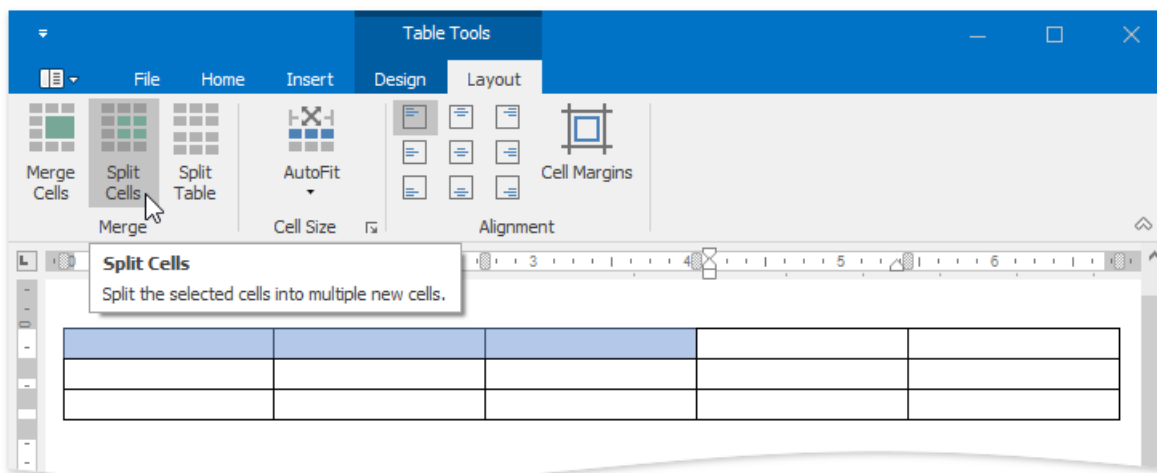 Table Tools
File Home Insert Design Layout
Merge Cells
Split Cells
Split Table
AutoFit
Cell Margins
Merge
Cell Size
Alignment
L 3 4 5 6
Split Cells
Split the selected cells into multiple new cells.